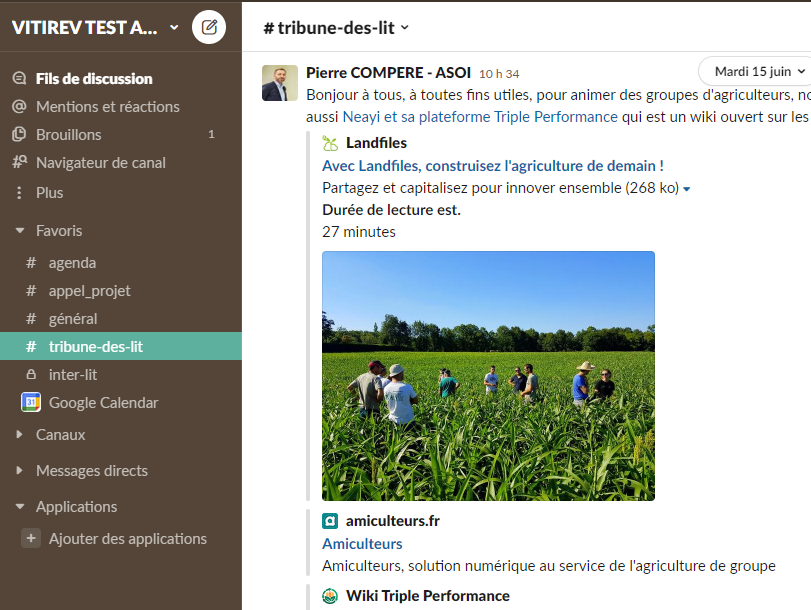 VITIREV TEST A...
Fils de discussion
Mentions et réactions
Brouillons 1
Navigateur de canal
Plus
Favoris
# agenda
# appel_projet
# général
# tribune-des-lit
inter-lit
31 Google Calendar
Canaux
Messages directs
Applications
+ Ajouter des applications
# tribune-des-lit
Mardi 15 juin
Pierre COMPERE - ASOI 10 h 34
Bonjour à tous, à toutes fins utiles, pour animer des groupes d'agriculteurs,
aussi Neayi et sa plateforme Triple Performance qui est un wiki ouvert sur les
Landfiles
Avec Landfiles, construisez l'agriculture de demain !
Partagez et capitalisez pour innover ensemble (268 ko)
Durée de lecture est.
27 minutes
amiculteurs.fr
Amiculteurs
Amiculteurs, solution numérique au service de l'agriculture de groupe
Wiki Triple Performance